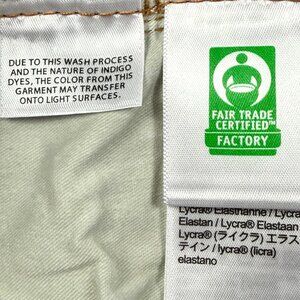 DUE TO THIS WASH PROCESS
AND THE NATURE OF INDIGO
DYES, THE COLOR FROM THIS
GARMENT MAY TRANSFER
ONTO LIGHT SURFACES.
FAIR TRADE
CERTIFIED™
FACTORY
Lycra® Elasthanne / Lycra
Elastan / Lycra® Elastaan
Lycra® (ライクラ) エラス
テイン / lycra® (licra)
elastano